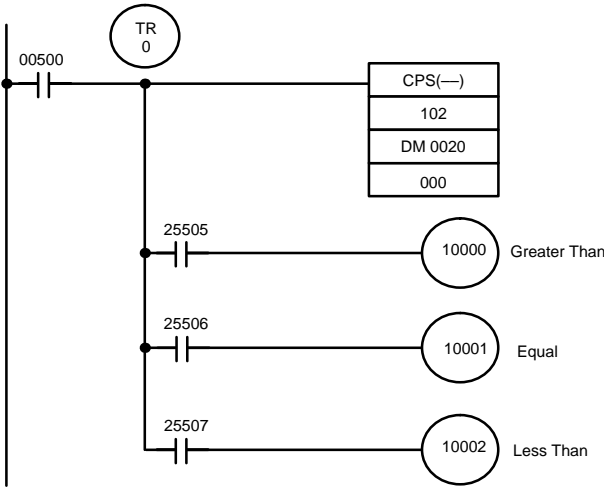 TR
0
00500
CPS(––)
102
DM 0020
000
25505
10000 Greater Than
25506
10001 Equal
25507
10002 Less Than